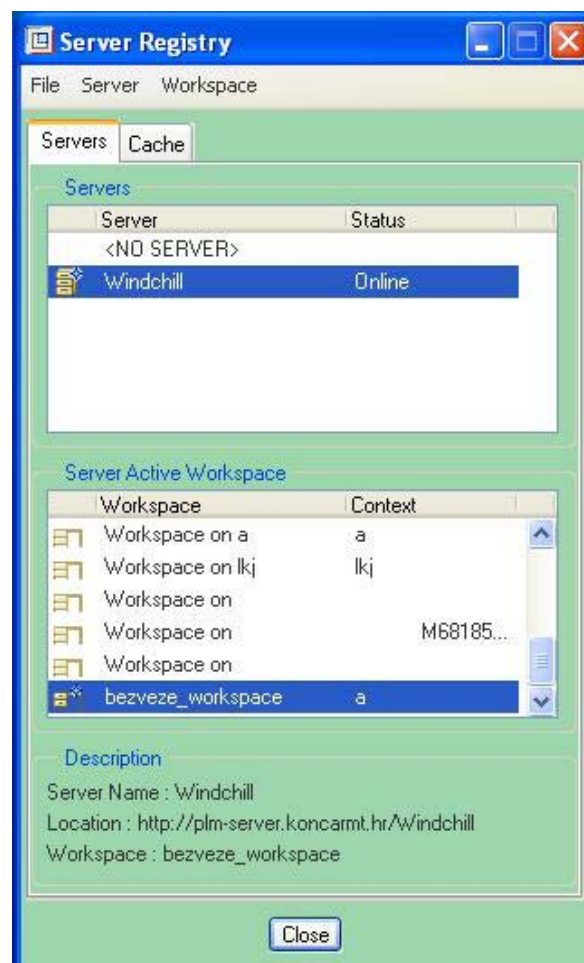 Server Registry
File Server Workspace
Servers Cache
Servers
Server Status
<NO SERVER>
Windchill Online
Server Active Workspace
Workspace Context
Workspace on a a
Workspace on lkj lkj
Workspace on
Workspace on M68185...
Workspace on
bezveze_workspace a
Description
Server Name : Windchill
Location : http://plm-server.koncarmt.hr/Windchill
Workspace : bezveze_workspace
Close